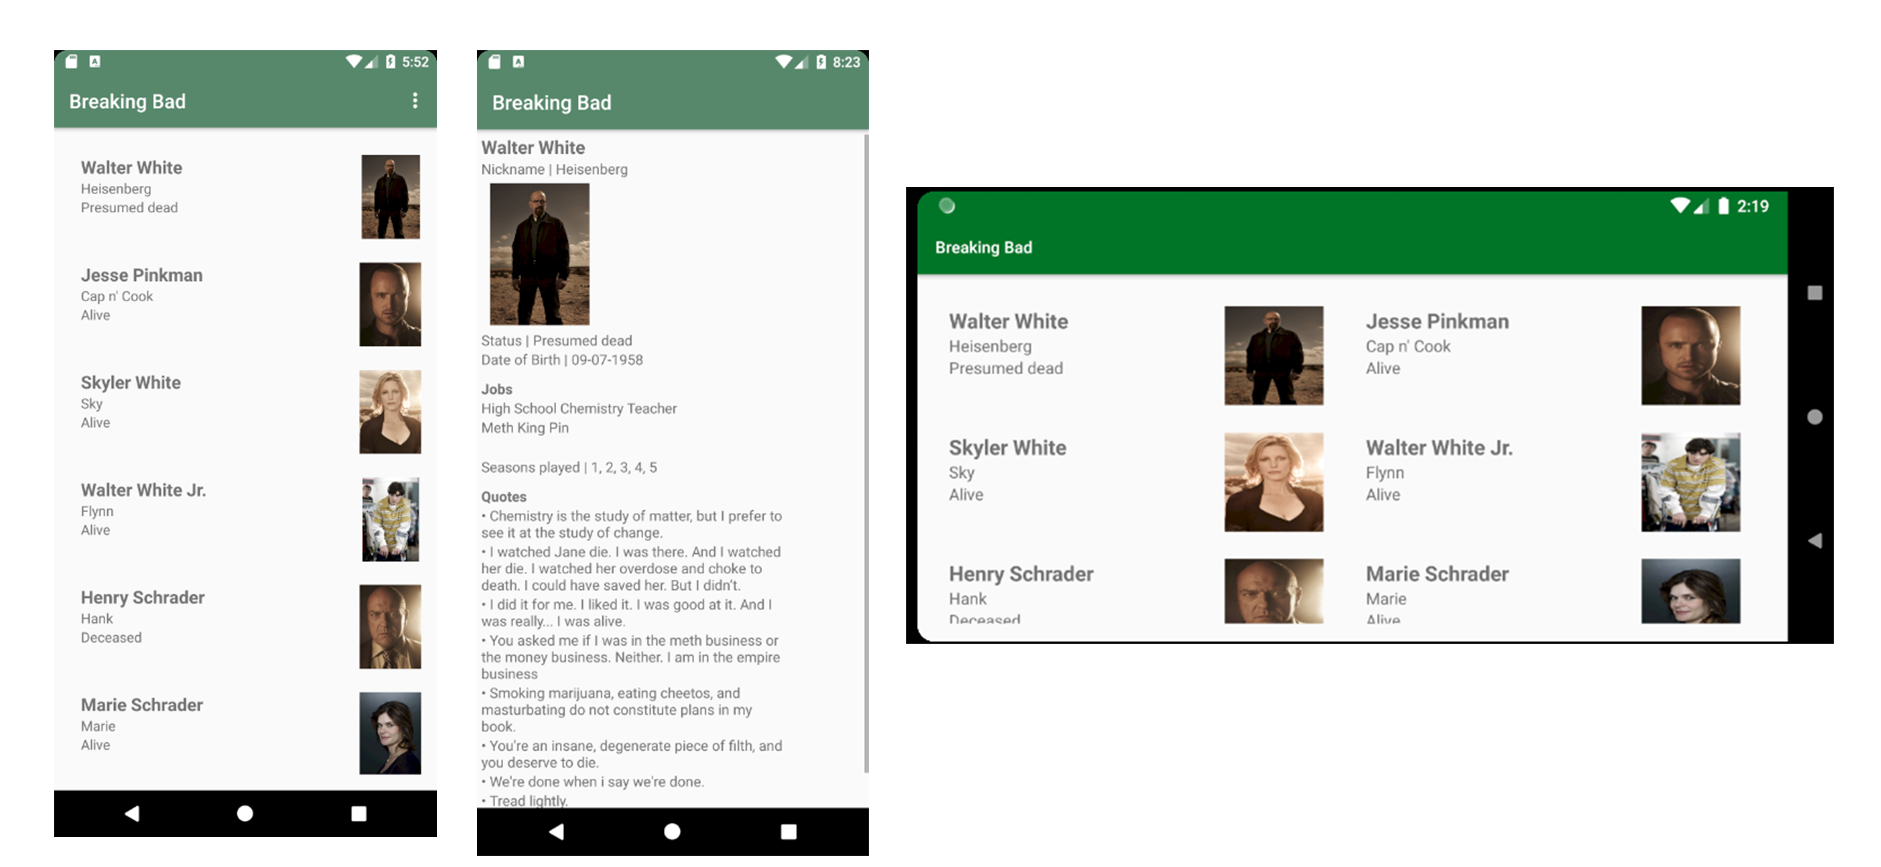 5:52
Breaking Bad
Walter White
Heisenberg
Presumed dead
Jesse Pinkman
Cap n' Cook
Alive
Skyler White
Sky
Alive
Walter White Jr.
Flynn
Alive
Henry Schrader
Hank
Deceased
Marie Schrader
Marie
Alive
8:23
Breaking Bad
Walter White
Nickname | Heisenberg
Status | Presumed dead
Date of Birth | 09-07-1958
Jobs
High School Chemistry Teacher
Meth King Pin
Seasons played | 1, 2, 3, 4, 5
Quotes
• Chemistry is the study of matter, but I prefer to
see it at the study of change.
• I watched Jane die. I was there. And I watched
her die. I watched her overdose and choke to
death. I could have saved her. But I didn't.
• I did it for me. I liked it. I was good at it. And I
was really... I was alive.
• You asked me if I was in the meth business or
the money business. Neither. I am in the empire
business
• Smoking marijuana, eating cheetos, and
masturbating do not constitute plans in my
book.
• You're an insane, degenerate piece of filth, and
you deserve to die.
• We're done when i say we're done.
• Tread lightly.
2:19
Breaking Bad
Walter White
Heisenberg
Presumed dead
Jesse Pinkman
Cap n' Cook
Alive
Skyler White
Sky
Alive
Walter White Jr.
Flynn
Alive
Henry Schrader
Hank
Deceased
Marie Schrader
Marie
Alive